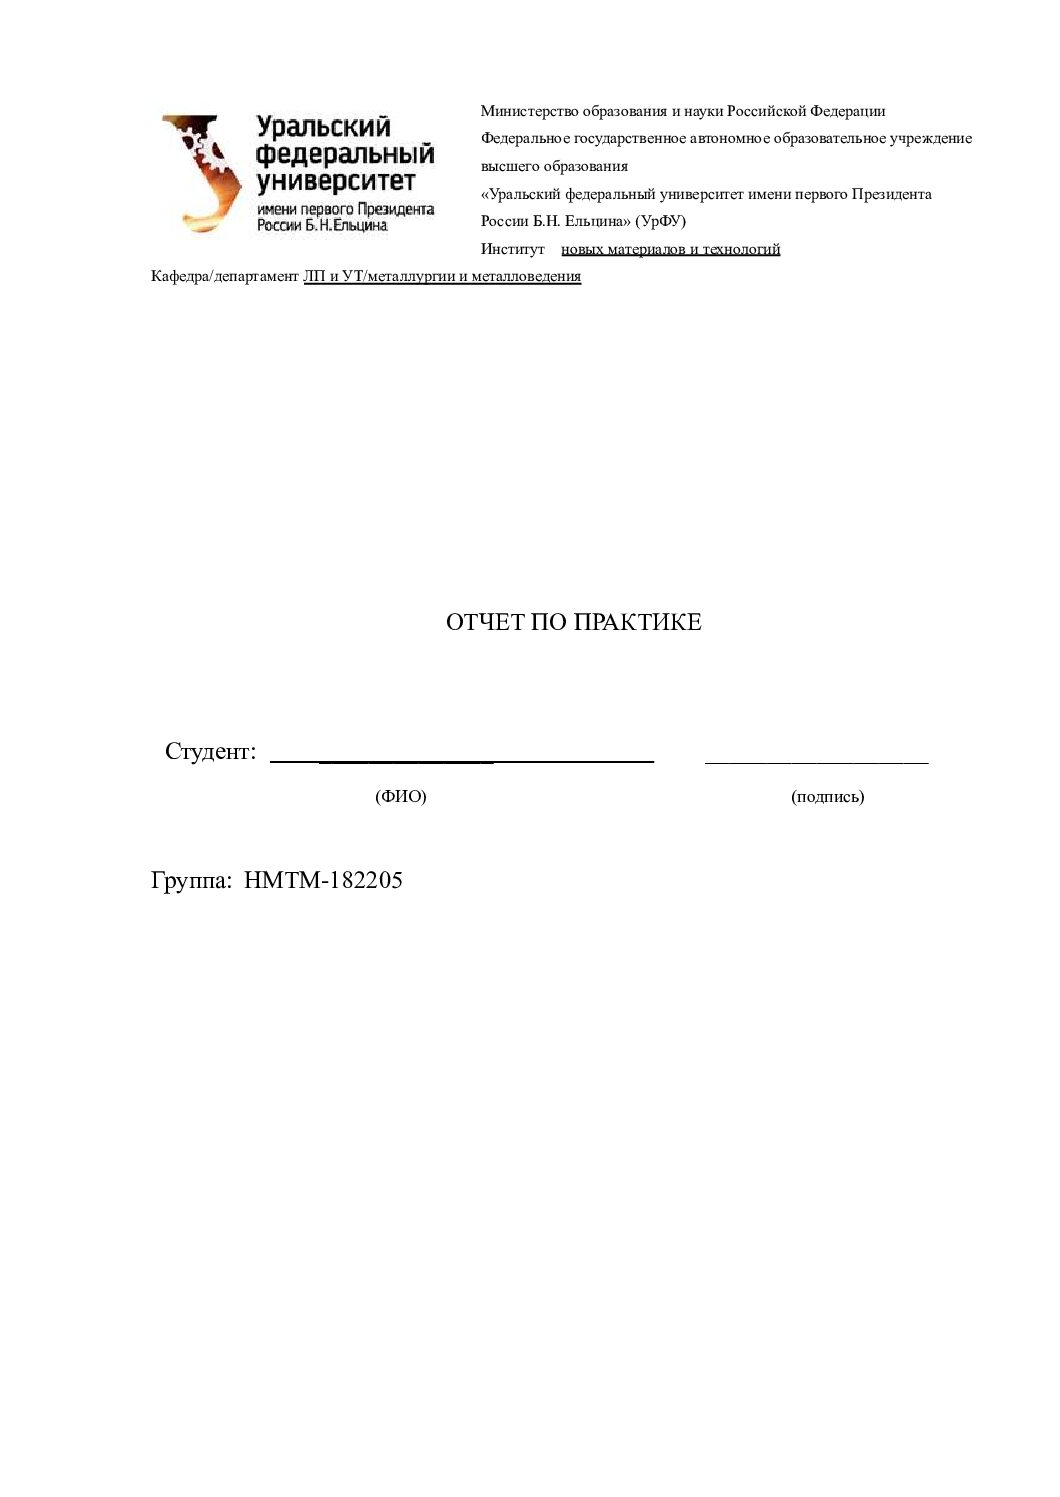 Уральский
федеральный
университет
имени первого Президента
России Б.Н.Ельцина
Министерство образования и науки Российской Федерации
Федеральное государственное автономное образовательное учреждение
высшего образования
«Уральский федеральный университет имени первого Президента
России Б.Н. Ельцина» (УрФУ)
Институт новых материалов и технологий
Кафедра/департамент ЛП и УТ/металлургии и металловедения
ОТЧЕТ ПО ПРАКТИКЕ
Студент:
(ФИО) (подпись)
Группа: НМТМ-182205